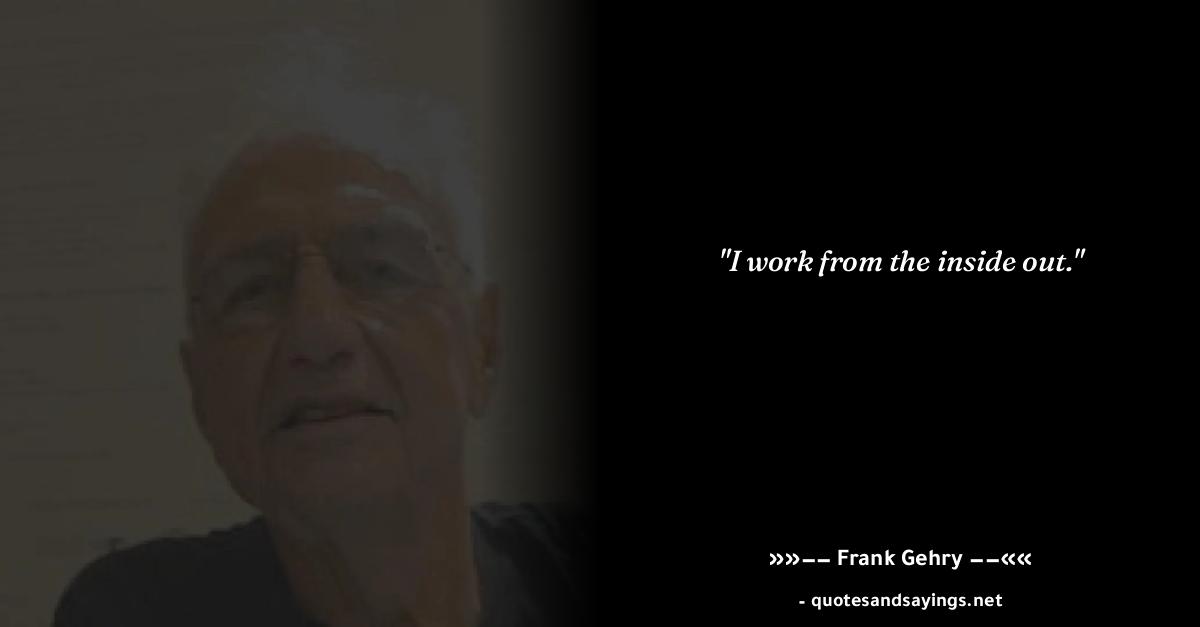 "I work from the inside out."
»»–– Frank Gehry ––««
- quotesandsayings.net